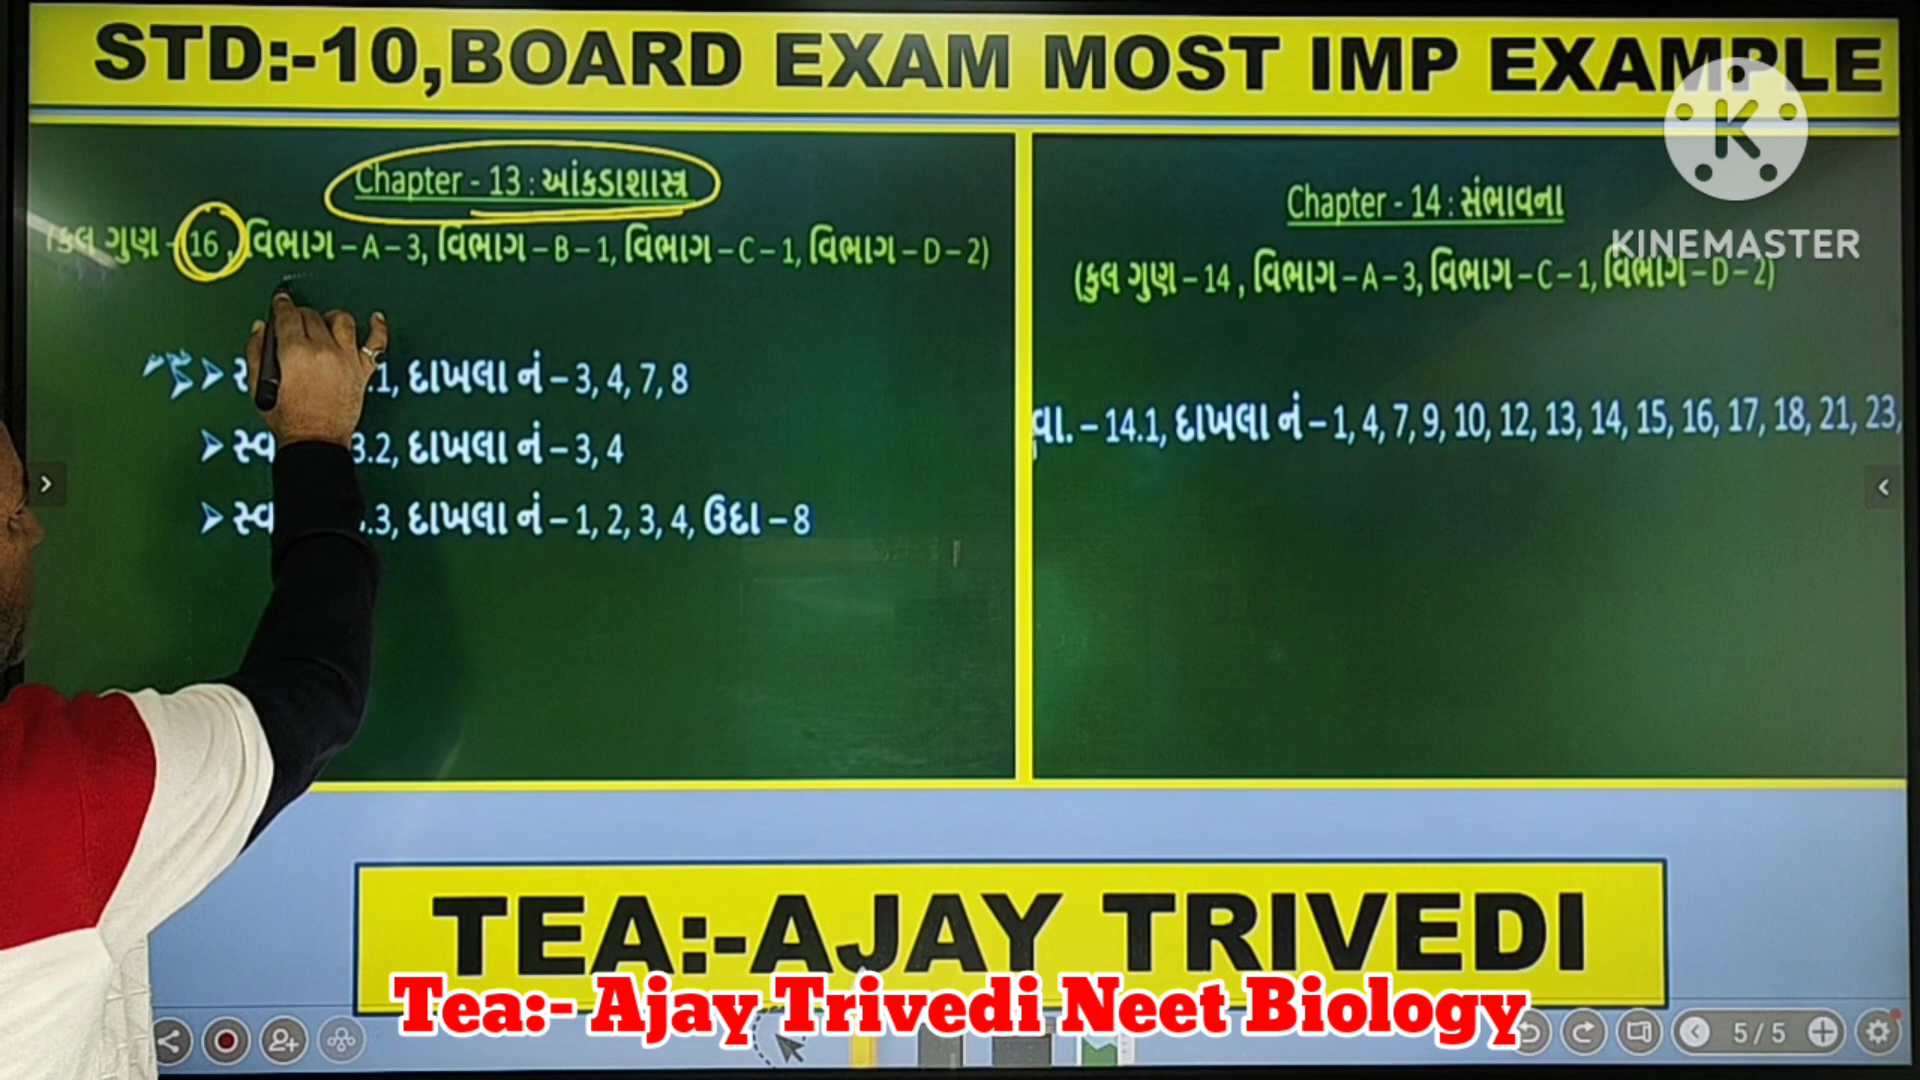 STD:-10,BOARD EXAM MOST IMP EXAMPLE
Chapter - 13 : આંકડાશાસ્ત્ર
(કુલ ગુણ - 16 , વિભાગ – A – 3, વિભાગ – B – 1, વિભાગ – C – 1, વિભાગ – D – 2)
.1, દાખલા નં – 3, 4, 7, 8
3.2, દાખલા નં – 3, 4
.3, દાખલા નં – 1, 2, 3, 4, ઉદા – 8
Chapter - 14 : સંભાવના
(કુલ ગુણ – 14 , વિભાગ – A – 3, વિભાગ – C – 1, વિભાગ – D – 2)
– 14.1, દાખલા નં – 1, 4, 7, 9, 10, 12, 13, 14, 15, 16, 17, 18, 21, 23,
K
KINEMASTER
TEA:-AJAY TRIVEDI
Tea:- Ajay Trivedi Neet Biology
5 / 5